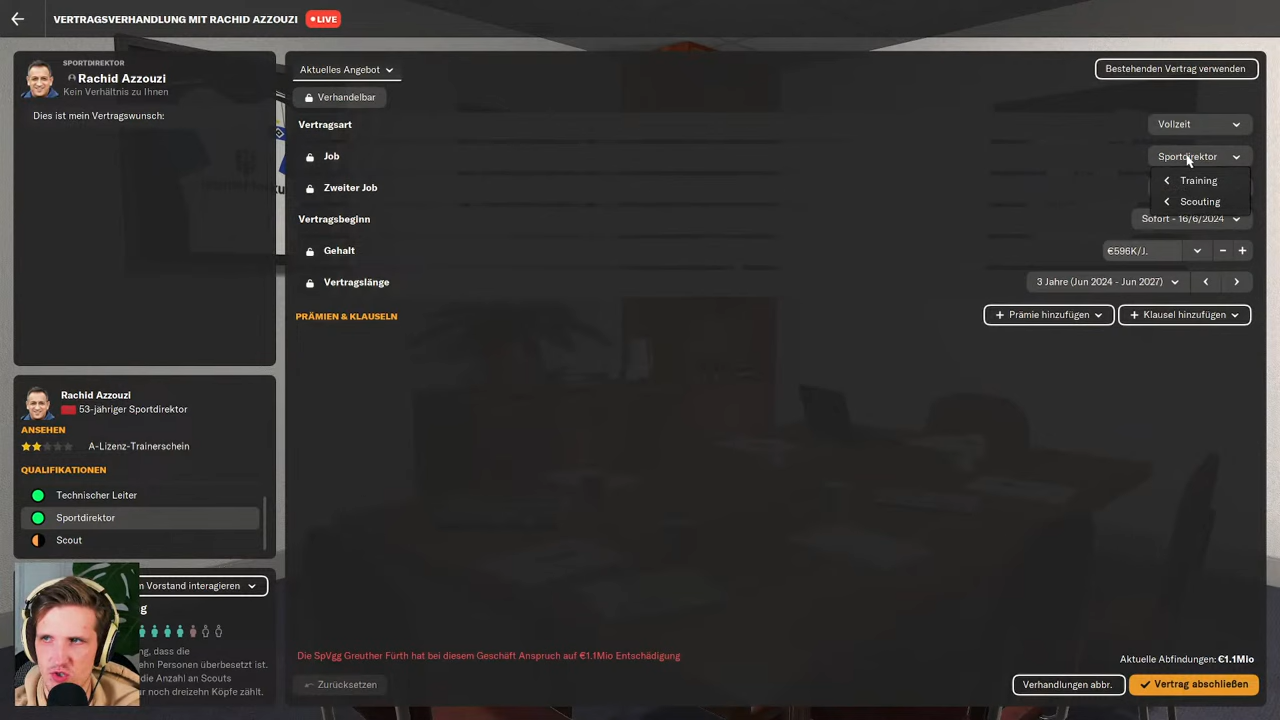 VERTRAGSVERHANDLUNG MIT RACHID AZZOUZI
LIVE
SPORTDIREKTOR
Rachid Azzouzi
Kein Verhältnis zu Ihnen
Dies ist mein Vertragswunsch:
Aktuelles Angebot
Bestehenden Vertrag verwenden
Verhandelbar
Vertragsart
Vollzeit
Job
Sportdirektor
Training
Zweiter Job
Scouting
Vertragsbeginn
Sofort - 16/6/2024
Gehalt
€596K/J.
Vertragslänge
3 Jahre (Jun 2024 - Jun 2027)
PRÄMIEN & KLAUSELN
Prämie hinzufügen
Klausel hinzufügen
Rachid Azzouzi
53-jähriger Sportdirektor
ANSEHEN
A-Lizenz-Trainerschein
QUALIFIKATIONEN
Technischer Leiter
Sportdirektor
Scout
m Vorstand interagieren
g
ng, dass die
ehn Personen überbesetzt ist.
die Anzahl an Scouts
r noch dreizehn Köpfe zählt.
Die SpVgg Greuther Fürth hat bei diesem Geschäft Anspruch auf €1.1Mio Entschädigung
Aktuelle Abfindungen: €1.1Mio
Zurücksetzen
Verhandlungen abbr.
Vertrag abschließen